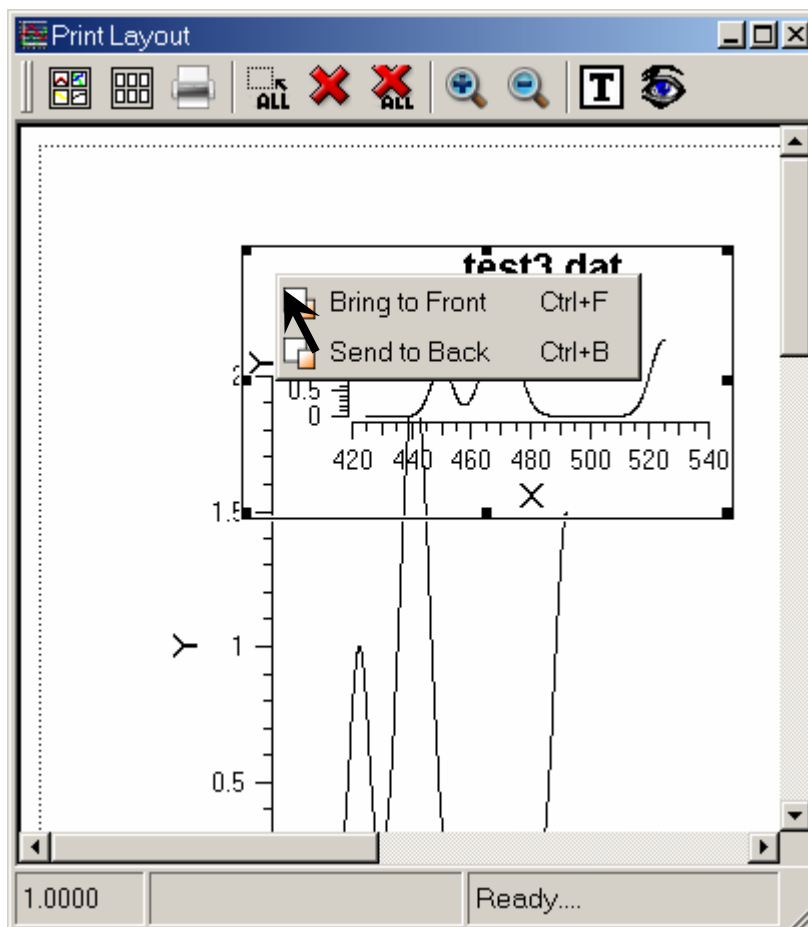 Print Layout
ALL
ALL
T
test3.dat
Bring to Front Ctrl+F
Send to Back Ctrl+B
Y
2
0.5
0
420 440 460 480 500 520 540
X
1.5
Y
1
0.5
1.0000
Ready....